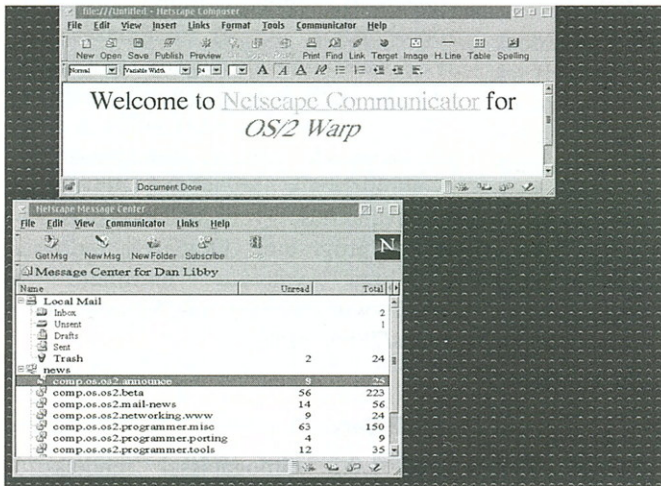 file:///Untitled - Netscape Composer
File Edit View Insert Links Format Tools Communicator Help
New Open Save Publish Preview Print Find Link Target Image H.Line Table Spelling
Normal Variable Width 24 A A A
Welcome to Netscape Communicator for
OS/2 Warp
Document Done
Netscape Message Center
File Edit View Communicator Links Help
GetMsg New Msg New Folder Subscribe
N
Message Center for Dan Libby
Name Unread Total
Local Mail
Inbox 2
Unsent 1
Drafts
Sent
Trash 2 24
news
comp.os.os2.announce 8 25
comp.os.os2.beta 56 223
comp.os.os2.mail-news 14 56
comp.os.os2.networking.www 9 24
comp.os.os2.programmer.misc 63 150
comp.os.os2.programmer.porting 4 9
comp.os.os2.programmer.tools 12 35